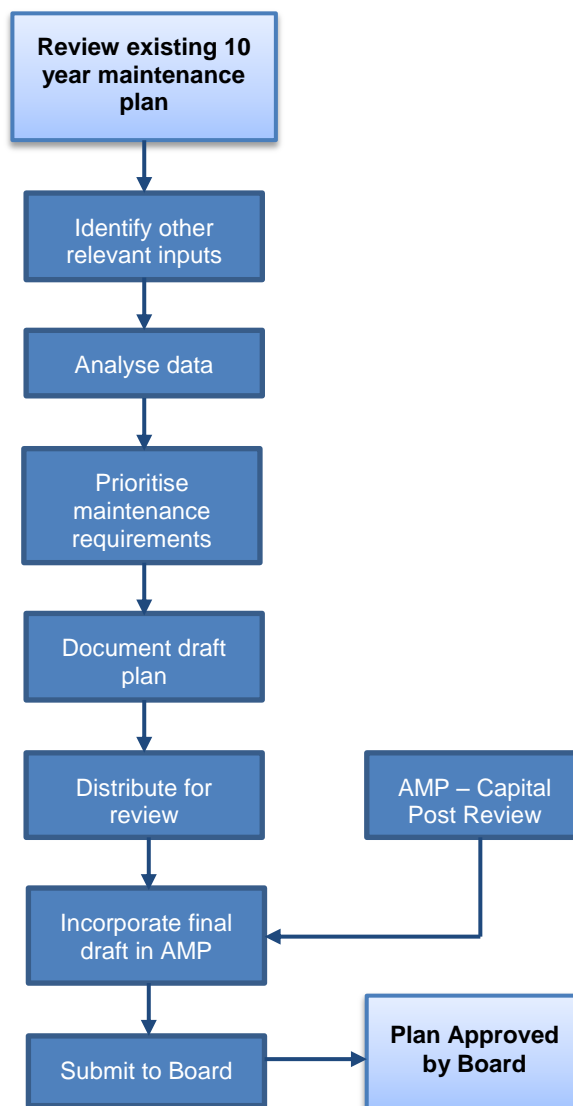 Review existing 10
year maintenance
plan
Identify other
relevant inputs
Analyse data
Prioritise
maintenance
requirements
Document draft
plan
Distribute for
review
AMP – Capital
Post Review
Incorporate final
draft in AMP
Submit to Board
Plan Approved
by Board